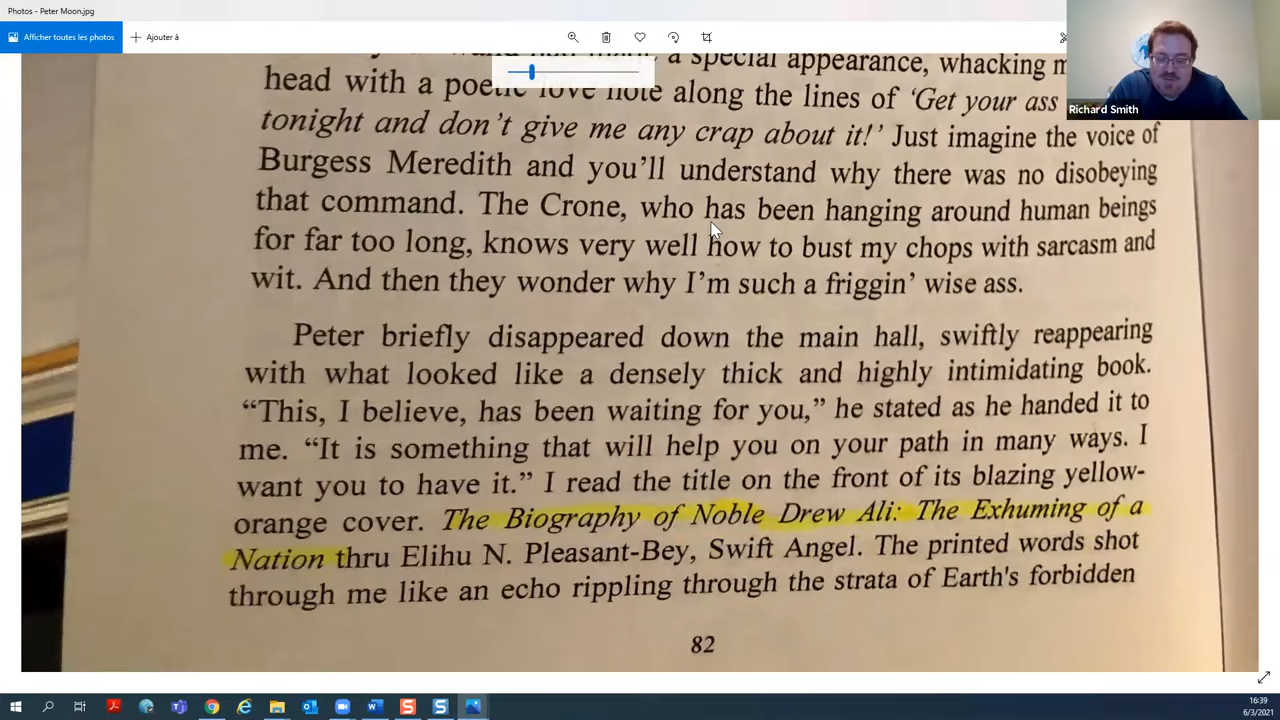 Photos - Peter Moon.jpg
Afficher toutes les photos
Ajouter à
Richard Smith
a special appearance, whacking
head with a poetic love note along the lines of ‘Get your ass
tonight and don’t give me any crap about it!’ Just imagine the voice of
Burgess Meredith and you’ll understand why there was no disobeying
that command. The Crone, who has been hanging around human beings
for far too long, knows very well how to bust my chops with sarcasm and
wit. And then they wonder why I’m such a friggin’ wise ass.
Peter briefly disappeared down the main hall, swiftly reappearing
with what looked like a densely thick and highly intimidating book.
“This, I believe, has been waiting for you,” he stated as he handed it to
me. “It is something that will help you on your path in many ways. I
want you to have it.” I read the title on the front of its blazing yellow-
orange cover. The Biography of Noble Drew Ali: The Exhuming of a
Nation thru Elihu N. Pleasant-Bey, Swift Angel. The printed words shot
through me like an echo rippling through the strata of Earth's forbidden
82
16:39
6/3/2021